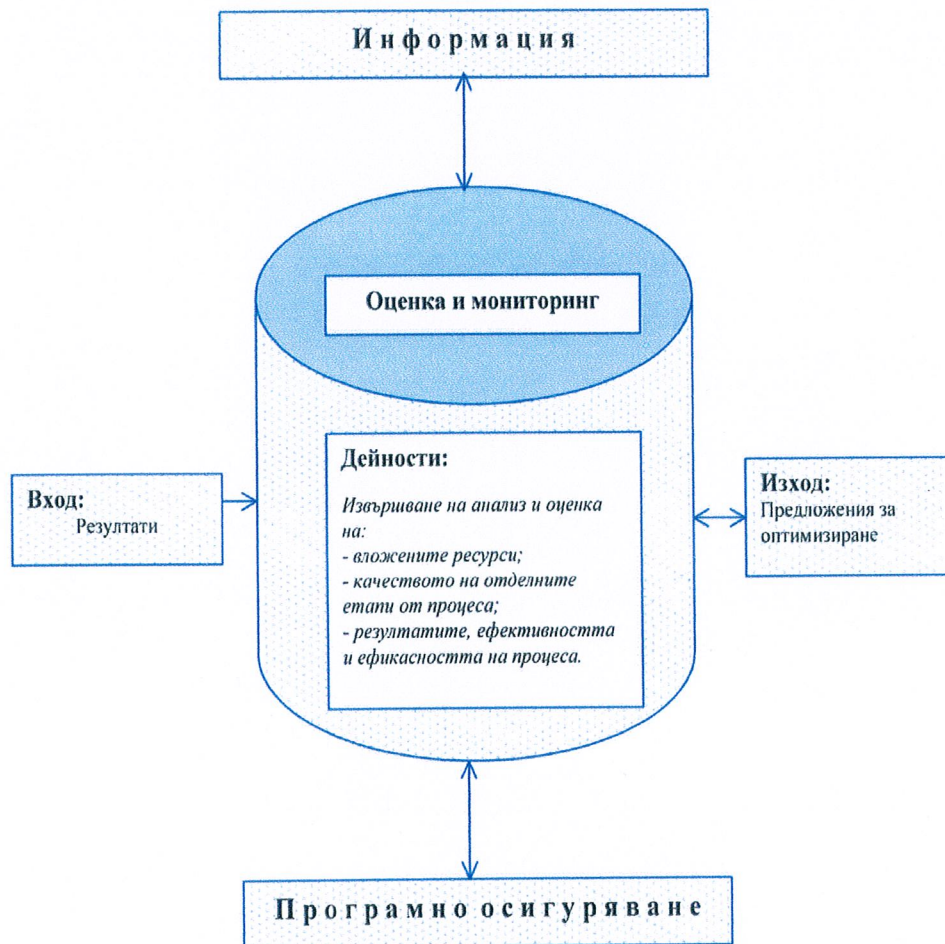 Информация
Оценка и мониторинг
Дейности:
Извършване на анализ и оценка
на:
- вложените ресурси;
- качеството на отделните
етапи от процеса;
- резултатите, ефективността
и ефикасността на процеса.
Вход:
Резултати
Изход:
Предложения за
оптимизиране
Програмно осигуряване